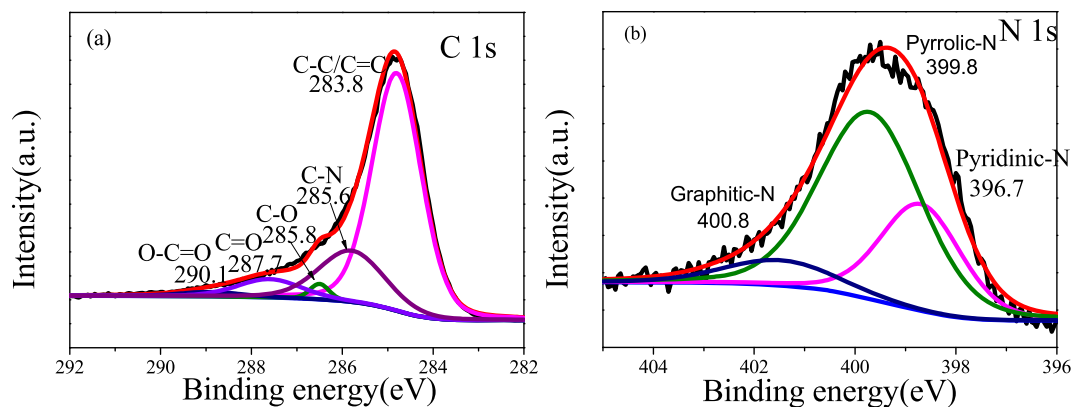 (a)
C 1s
C-C/C=C
283.8
C-N
285.6
C-O
285.8
C=O
287.7
O-C=O
290.1
Intensity(a.u.)
292
290
288
286
284
282
Binding energy(eV)
(b)
N 1s
Pyrrolic-N
399.8
Pyridinic-N
396.7
Graphitic-N
400.8
Intensity(a.u.)
404
402
400
398
396
Binding energy(eV)